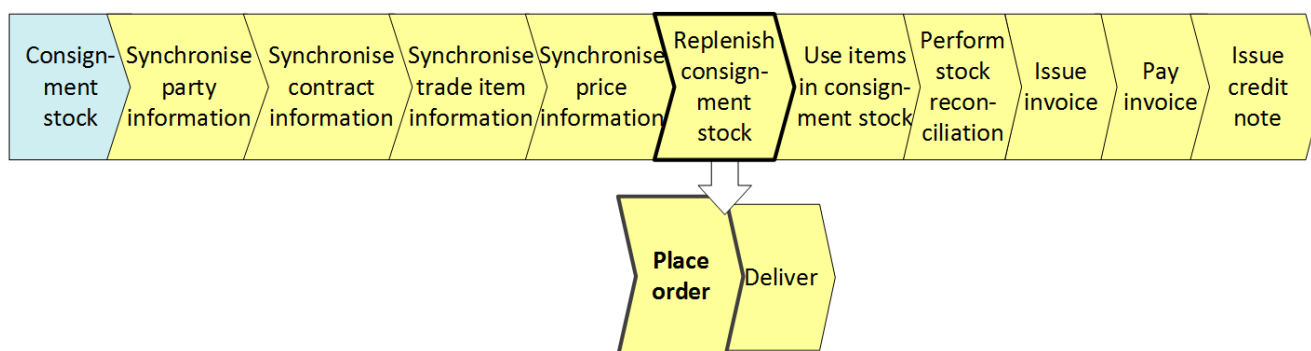 Consign-
ment
stock
Synchronise
party
information
Synchronise
contract
information
Synchronise
trade item
information
Synchronise
price
information
Replenish
consign-
ment
stock
Use items
in consign-
ment stock
Perform
stock
recon-
ciliation
Issue
invoice
Pay
invoice
Issue
credit
note
Place
order
Deliver